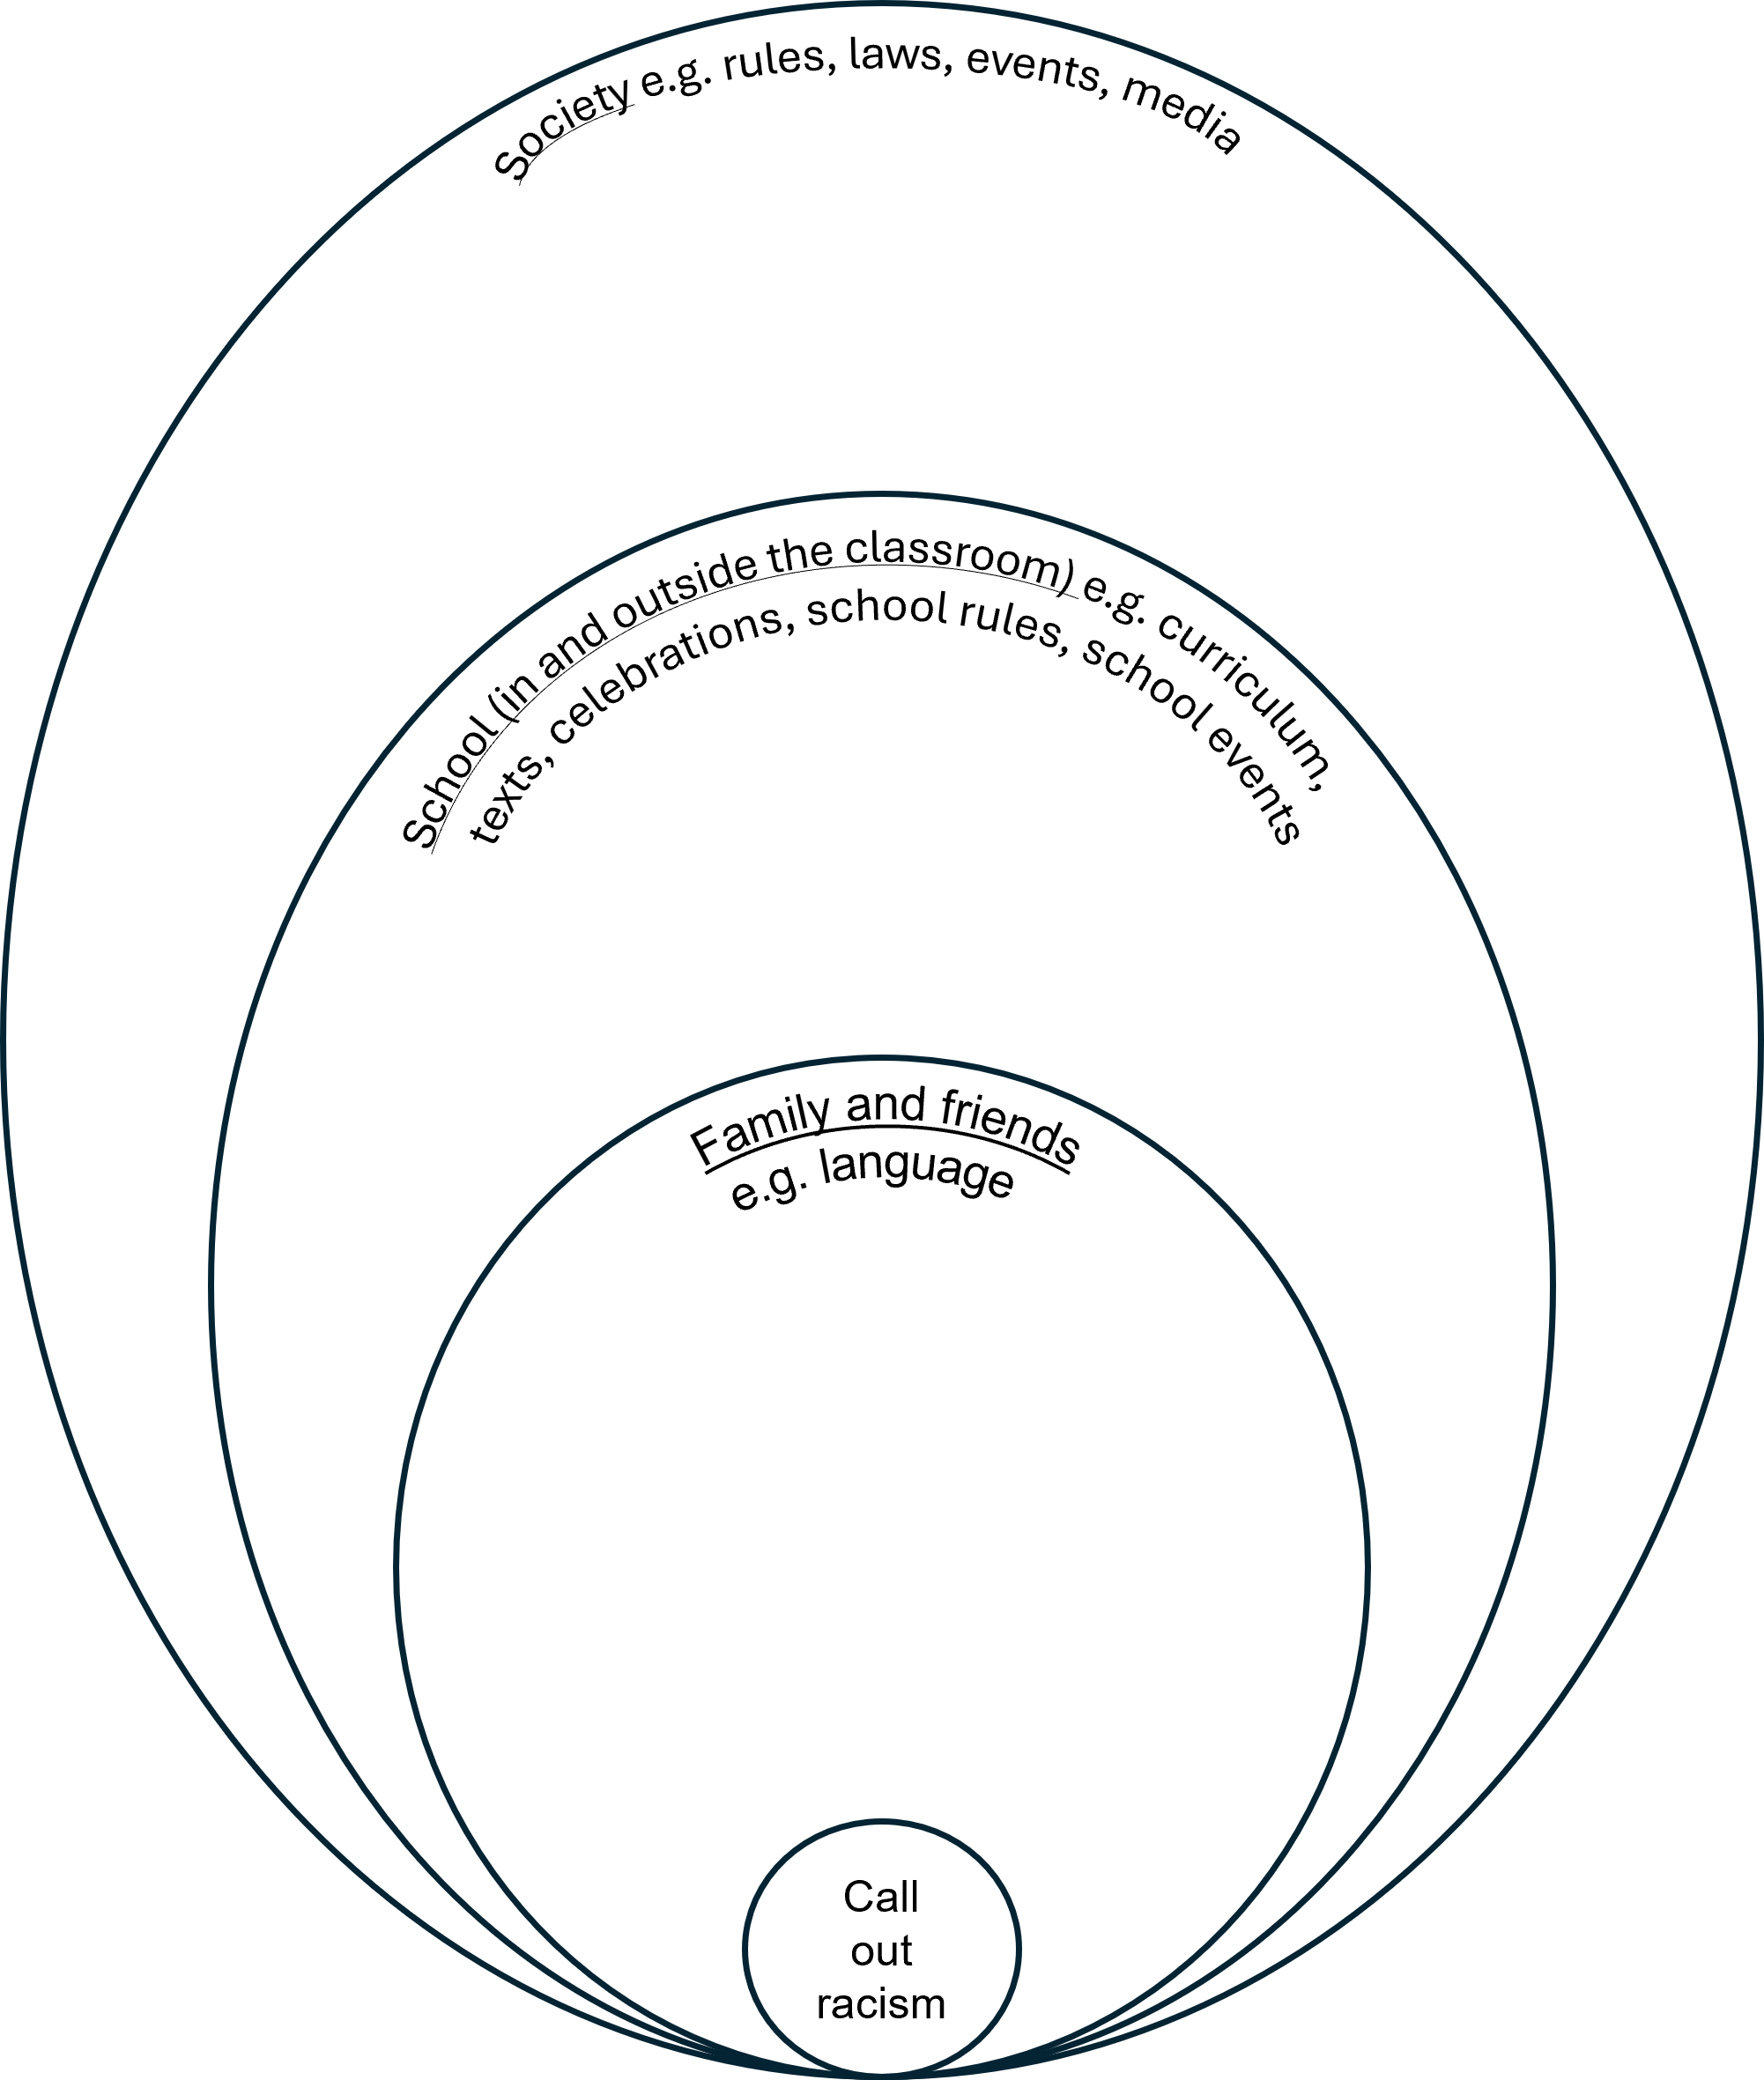 Society e.g. rules, laws, events, media
School (in and outside the classroom) e.g. curriculum,
texts, celebrations, school rules, school events
Family and friends
e.g. language
Call
out
racism